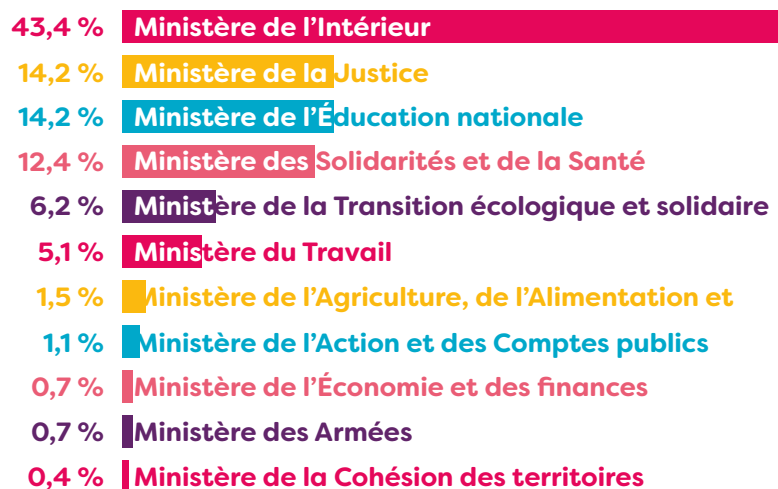 43,4 % Ministère de l’Intérieur
14,2 % Ministère de la Justice
14,2 % Ministère de l’Éducation nationale
12,4 % Ministère des Solidarités et de la Santé
6,2 % Ministère de la Transition écologique et solidaire
5,1 % Ministère du Travail
1,5 % Ministère de l’Agriculture, de l’Alimentation et
1,1 % Ministère de l’Action et des Comptes publics
0,7 % Ministère de l’Économie et des finances
0,7 % Ministère des Armées
0,4 % Ministère de la Cohésion des territoires